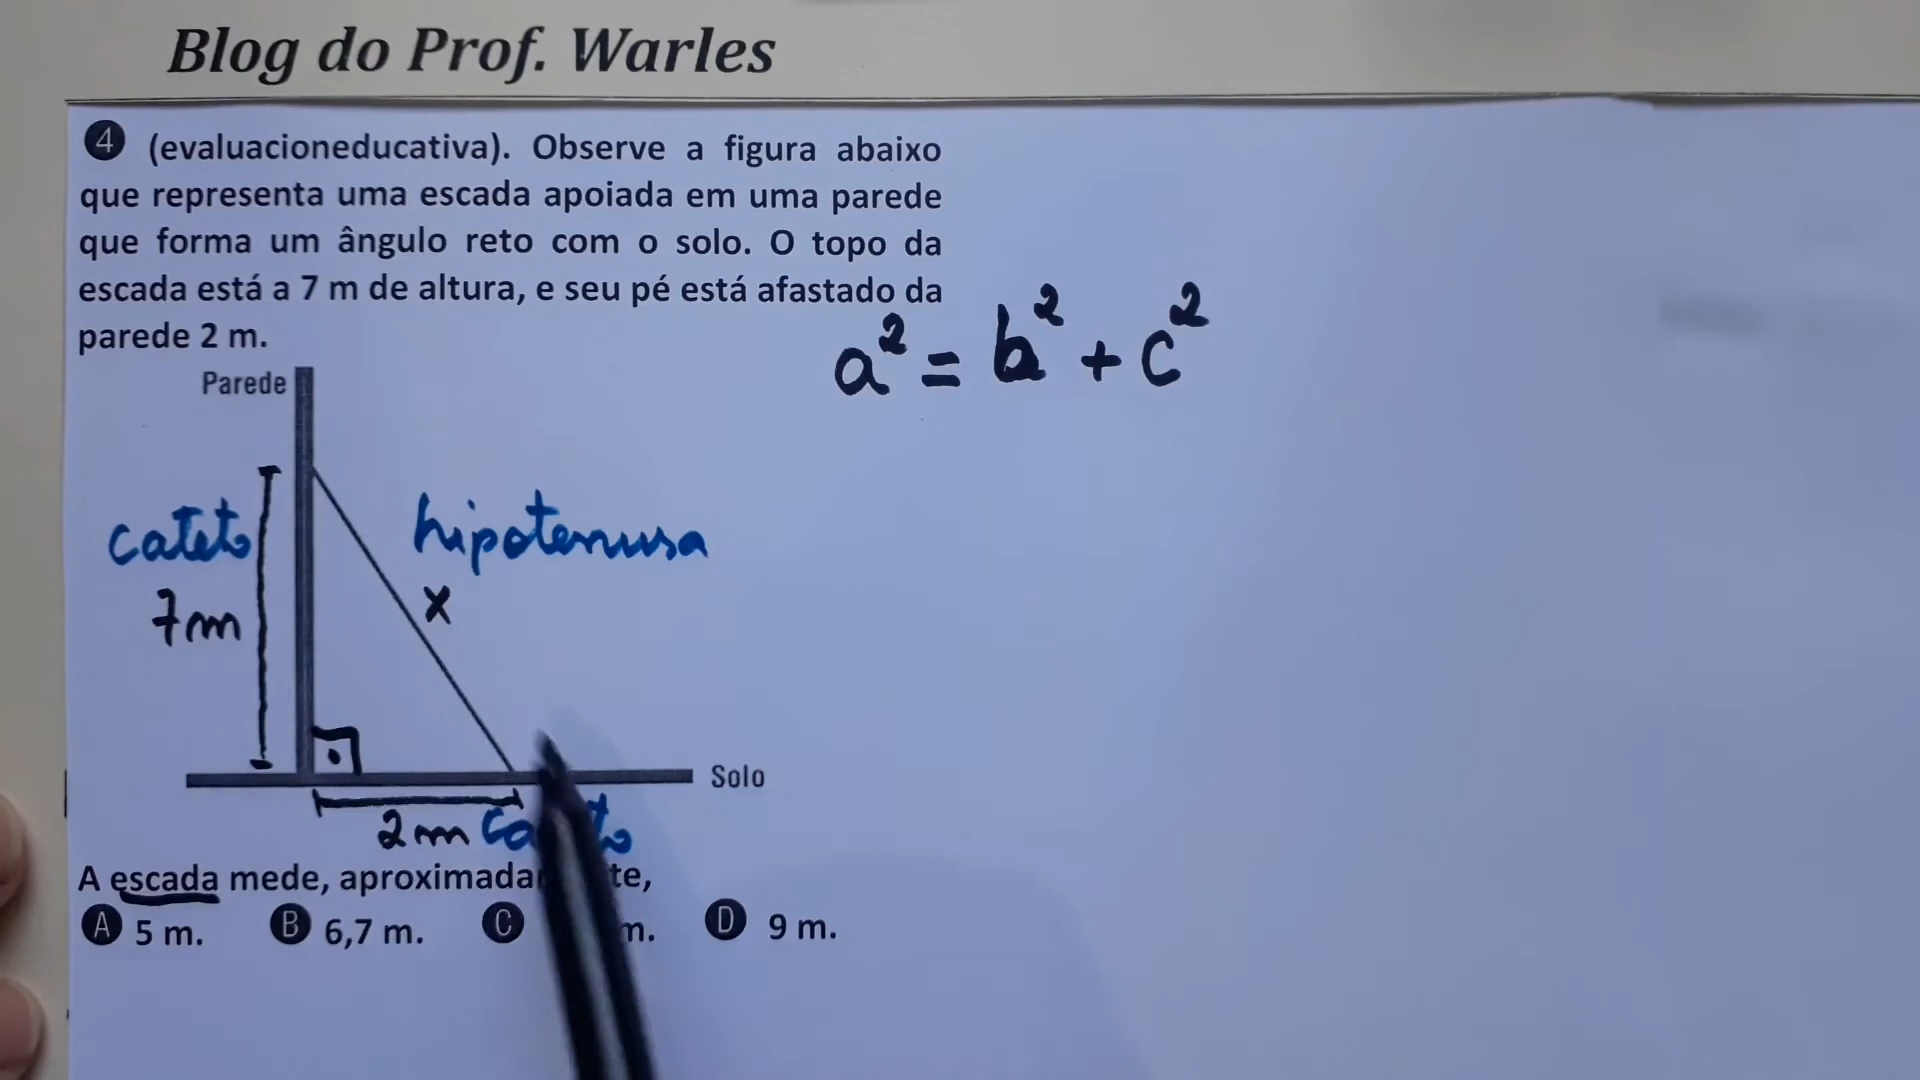 Blog do Prof. Warles
4 (evaluacioneducativa). Observe a figura abaixo
que representa uma escada apoiada em uma parede
que forma um ângulo reto com o solo. O topo da
escada está a 7 m de altura, e seu pé está afastado da
parede 2 m.
a² = b² + c²
Parede
cateto
hipotenusa
x
7m
Solo
2m
A escada mede,
A 5 m. B 6,7 m. C m. D 9 m.